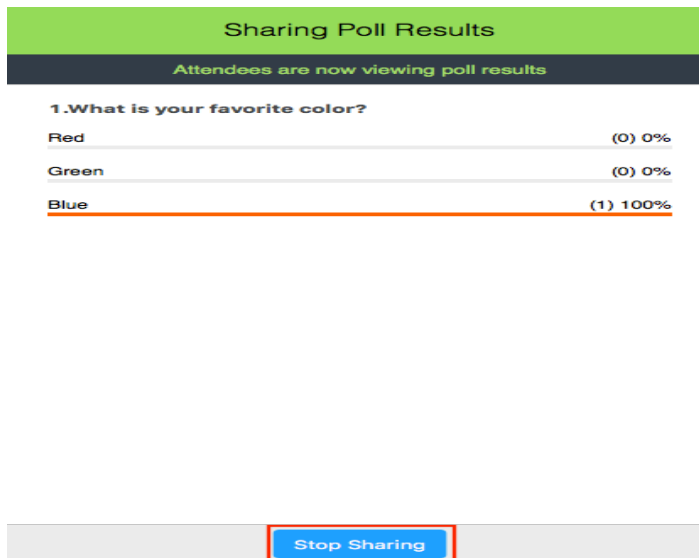 Sharing Poll Results
Attendees are now viewing poll results
1.What is your favorite color?
Red (0) 0%
Green (0) 0%
Blue (1) 100%
Stop Sharing